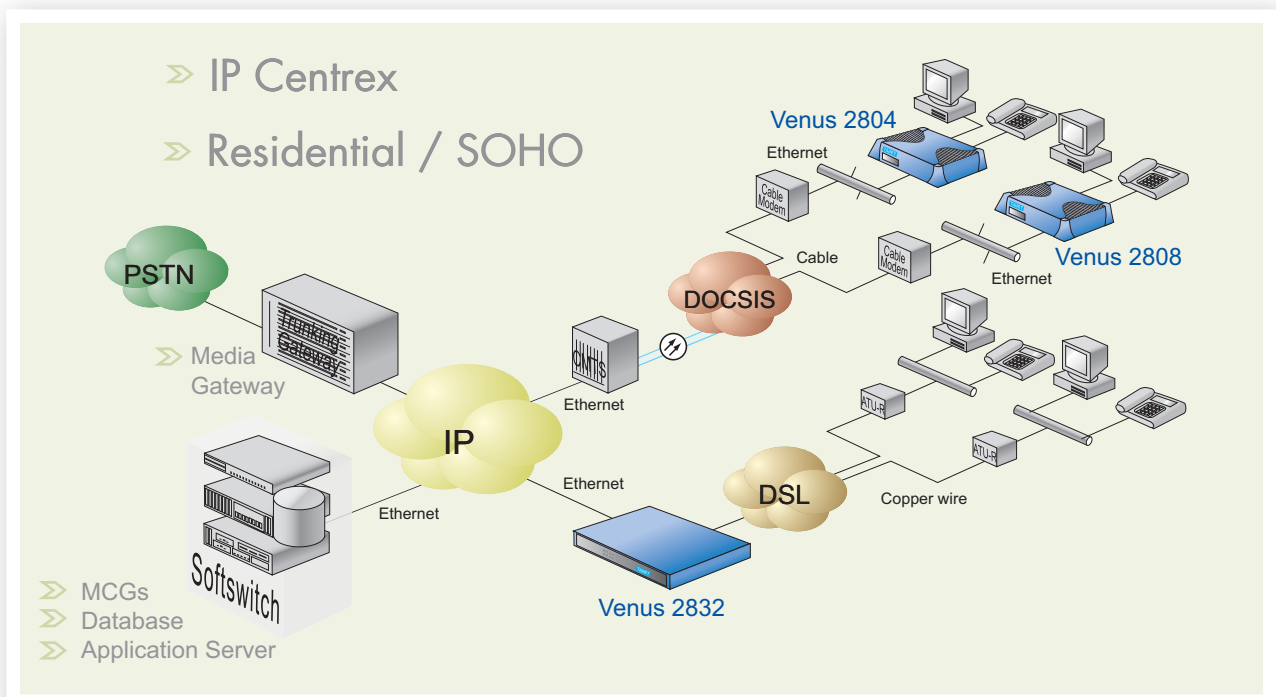 IP Centrex
Residential / SOHO
Venus 2804
Ethernet
Cable
Modem
Venus 2808
Cable
Modem
Ethernet
Cable
PSTN
DOCSIS
Trunking
Gateway
Media
Gateway
CMTS
Ethernet
IP
ATU-R
ATU-R
Ethernet
DSL
Copper wire
Ethernet
Softswitch
Venus 2832
MCGs
Database
Application Server